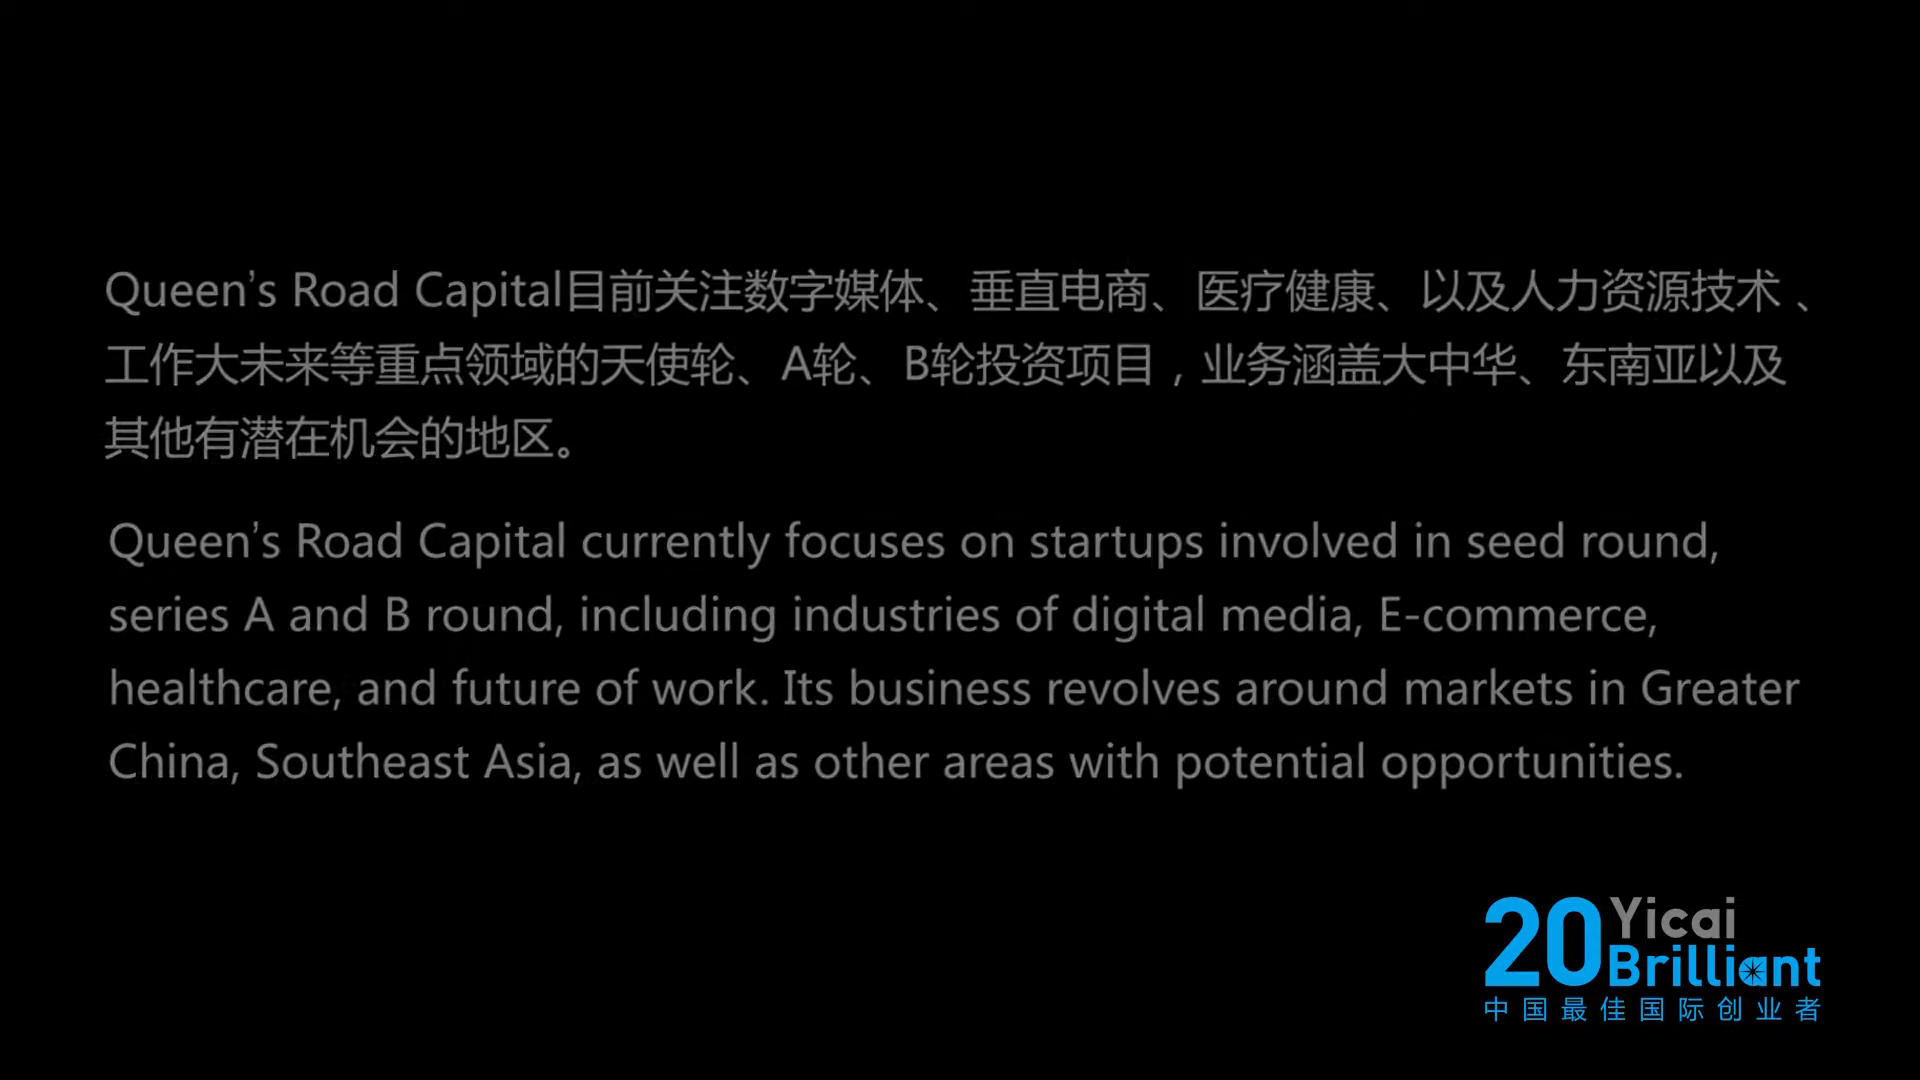 Queen’s Road Capital目前关注数字媒体、垂直电商、医疗健康、以及人力资源技术、
工作大未来等重点领域的天使轮、A轮、B轮投资项目，业务涵盖大中华、东南亚以及
其他有潜在机会的地区。
Queen’s Road Capital currently focuses on startups involved in seed round,
series A and B round, including industries of digital media, E-commerce,
healthcare, and future of work. Its business revolves around markets in Greater
China, Southeast Asia, as well as other areas with potential opportunities.
20 Yicai
Brilliant
中国最佳国际创业者